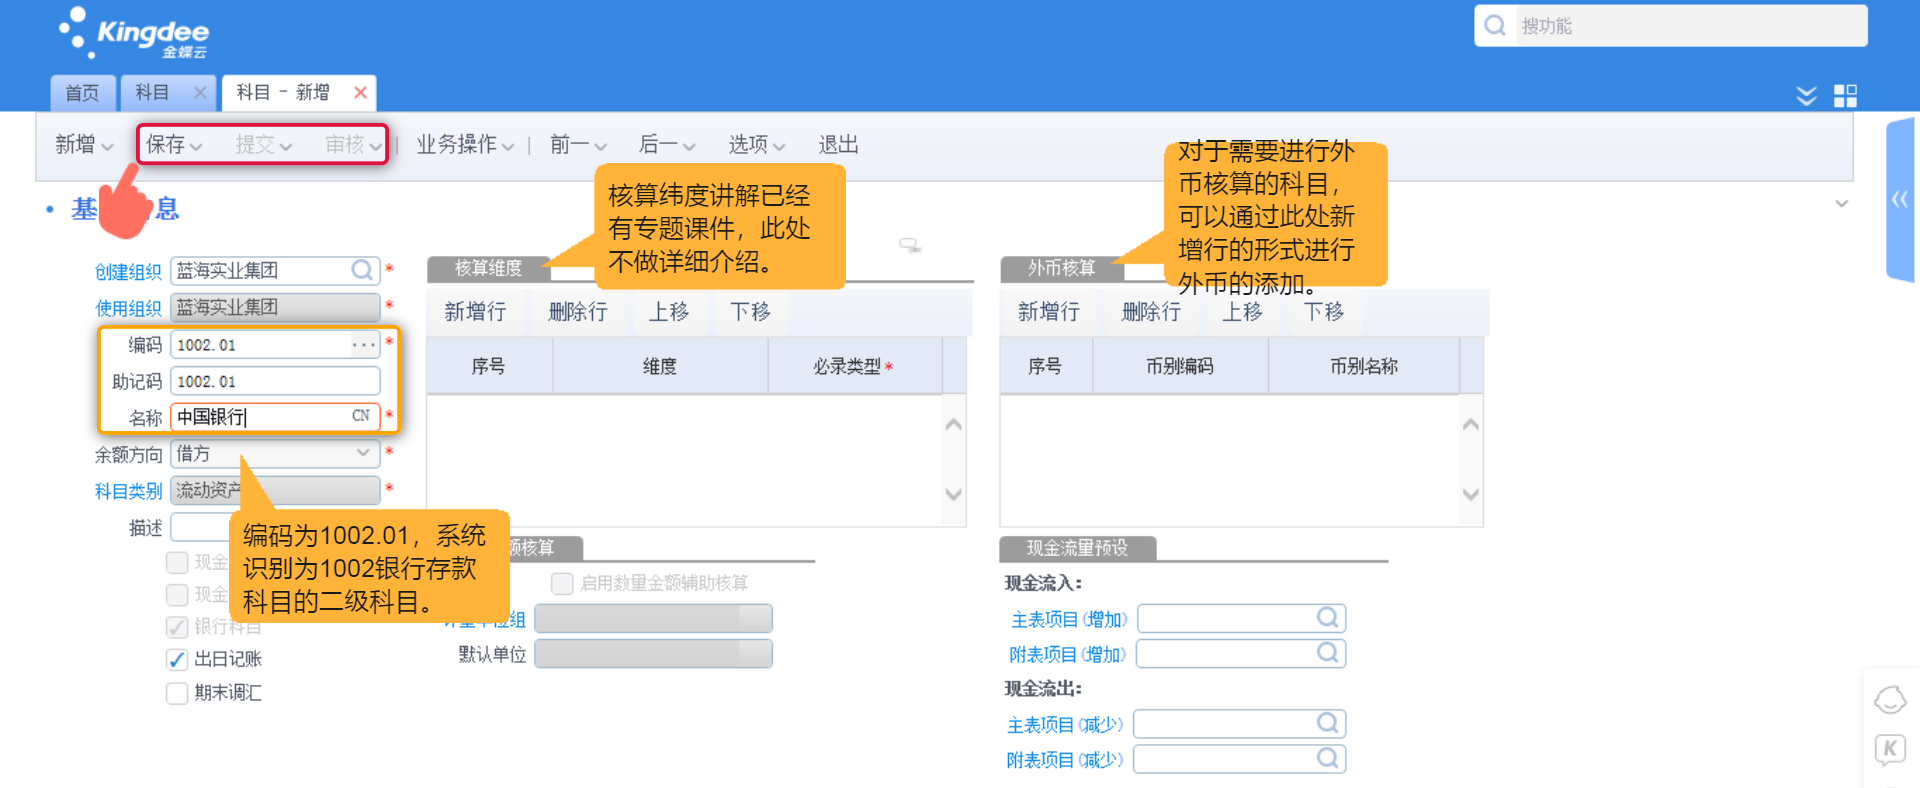 Kingdee
金蝶云
搜功能
首页
科目
科目 - 新增
新增
保存
提交
审核
业务操作
前一
后一
选项
退出
基
息
核算纬度讲解已经
有专题课件，此处
不做详细介绍。
对于需要进行外
币核算的科目，
可以通过此处新
增行的形式进行
外币的添加。
创建组织 蓝海实业集团 *
使用组织 蓝海实业集团 *
编码 1002.01 ... *
助记码 1002.01
名称 中国银行 CN *
余额方向 借方 *
科目类别 流动资产 *
描述
编码为1002.01，系统
识别为1002银行存款
科目的二级科目。
现金
现金
银行科目
出日记账
期末调汇
核算维度
新增行 删除行 上移 下移
序号 维度 必录类型*
额核算
启用数量金额辅助核算
计量单位组
默认单位
外币核算
新增行 删除行 上移 下移
序号 币别编码 币别名称
现金流量预设
现金流入：
主表项目(增加)
附表项目(增加)
现金流出：
主表项目(减少)
附表项目(减少)
K